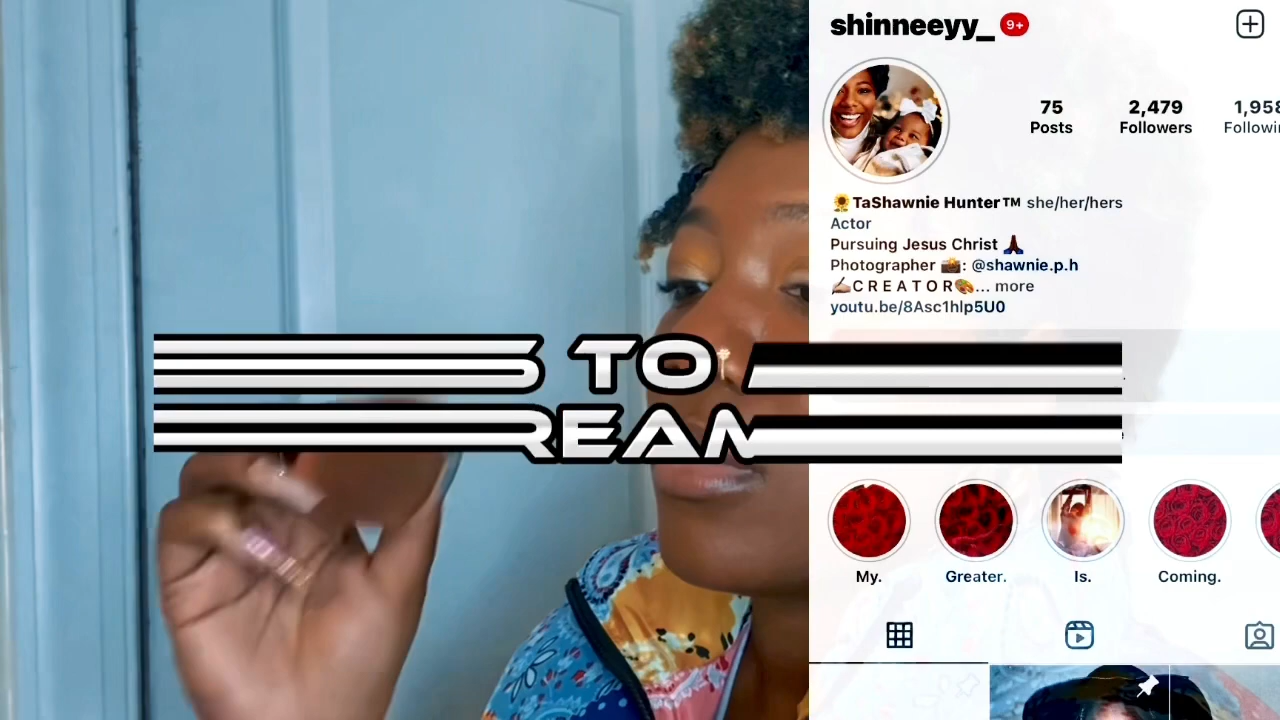 shinneeyy_ 9+
75 2,479
Posts Followers
🌻TaShawnie Hunter™ she/her/hers
Actor
Pursuing Jesus Christ 🙏🏿
Photographer 📸: @shawnie.p.h
✍🏻C R E A T O R🎨... more
youtu.be/8Asc1hlp5U0
S TO
REAM
My. Greater. Is. Coming.